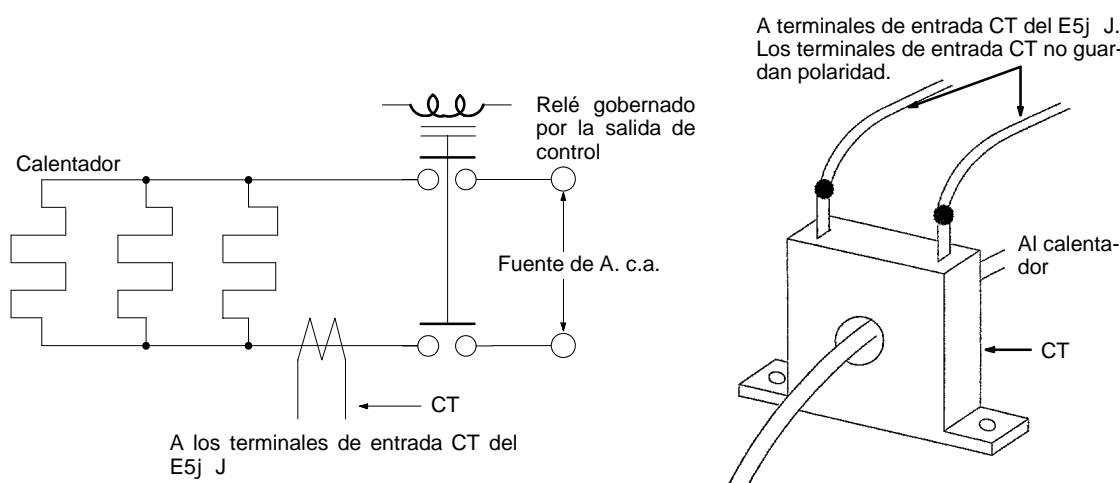 Calentador
Relé gobernado
por la salida de
control
Fuente de A. c.a.
CT
A los terminales de entrada CT del
E5j J
A terminales de entrada CT del E5j J.
Los terminales de entrada CT no guar-
dan polaridad.
Al calenta-
dor
CT